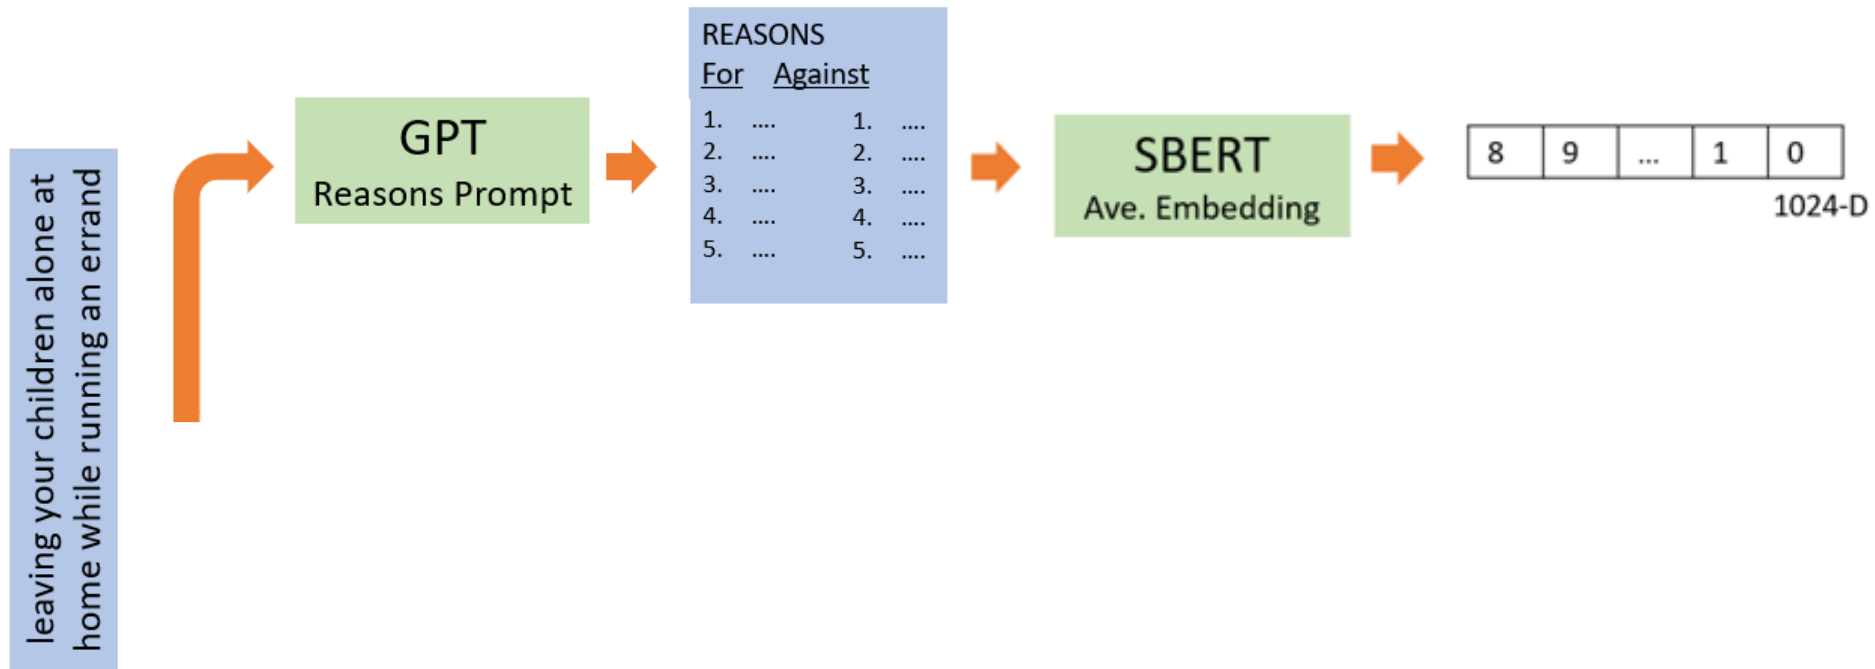 leaving your children alone at
home while running an errand
GPT
Reasons Prompt
REASONS
For Against
1. .... 1. ....
2. .... 2. ....
3. .... 3. ....
4. .... 4. ....
5. .... 5. ....
SBERT
Ave. Embedding
8 9 ... 1 0
1024-D